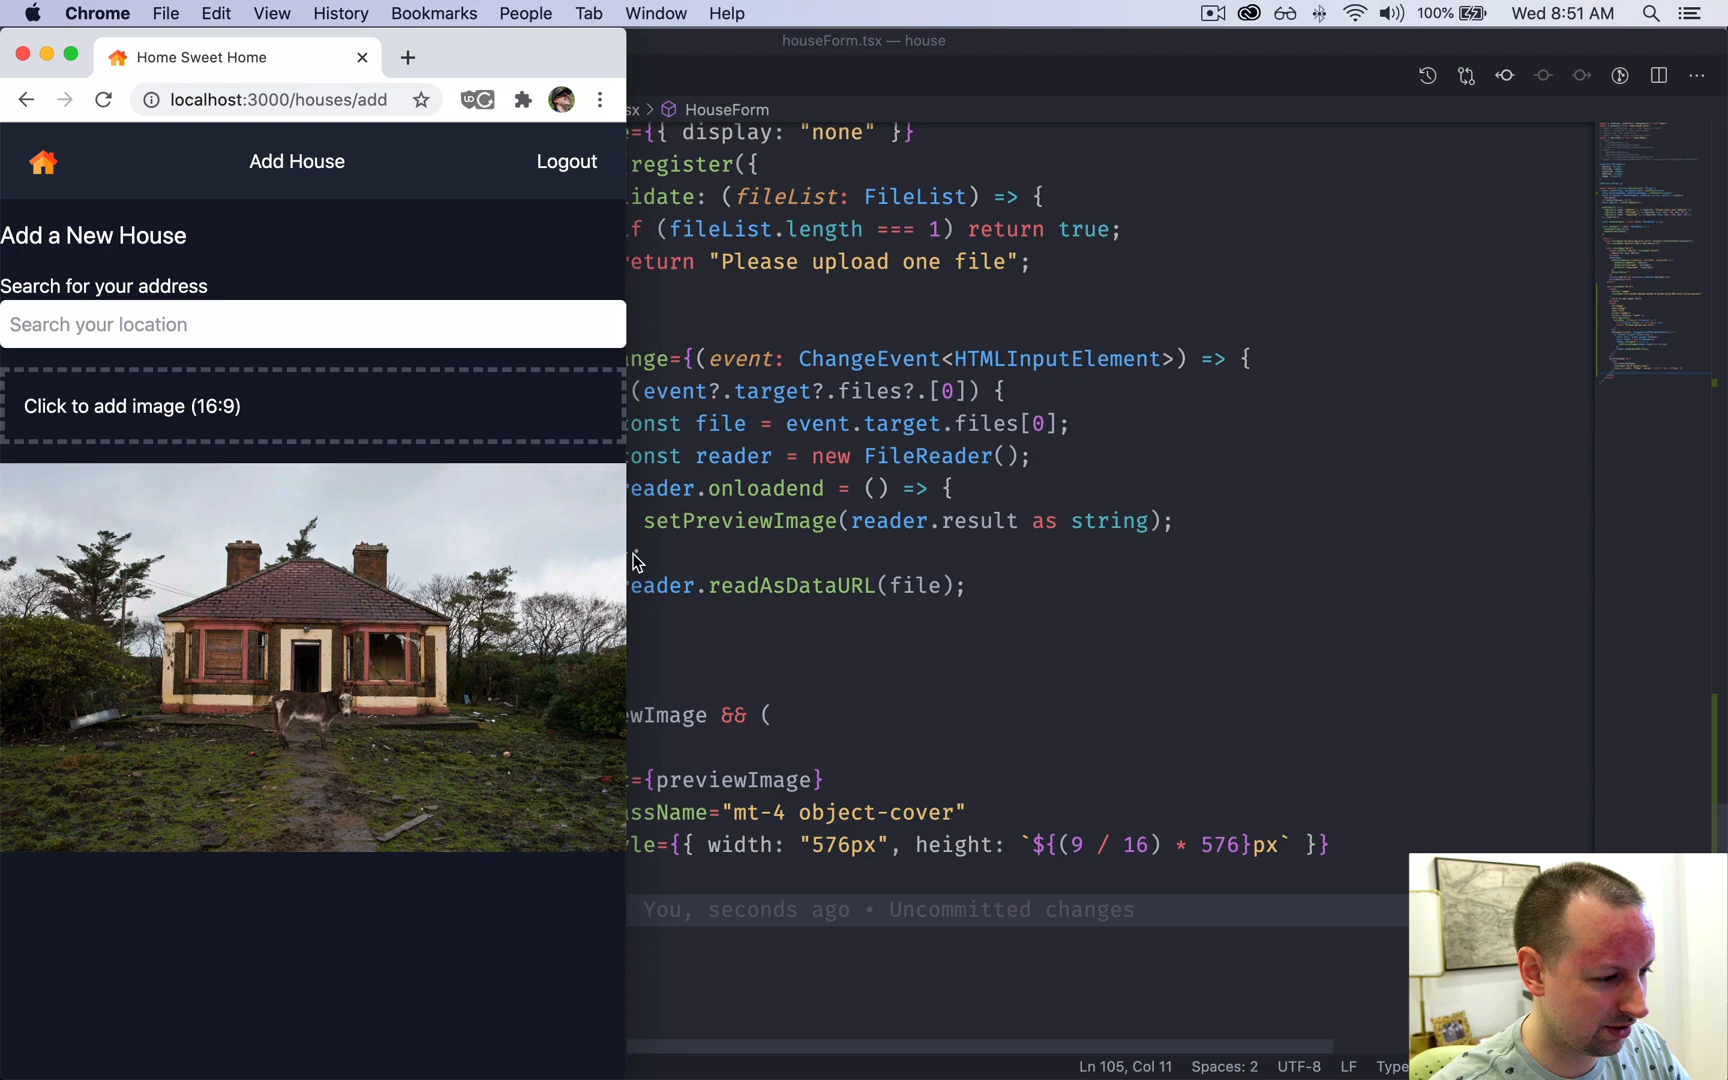 Chrome File Edit View History Bookmarks People Tab Window Help 100% Wed 8:51 AM
houseForm.tsx — house
Home Sweet Home
localhost:3000/houses/add
sx > HouseForm
Add House
Logout
Add a New House
Search for your address
Search your location
Click to add image (16:9)
={{ display: "none" }}
register({
idate: (fileList: FileList) => {
f (fileList.length === 1) return true;
eturn "Please upload one file";
nge={(event: ChangeEvent<HTMLInputElement>) => {
(event?.target?.files?.[0]) {
onst file = event.target.files[0];
onst reader = new FileReader();
eader.onloadend = () => {
setPreviewImage(reader.result as string);
eader.readAsDataURL(file);
ewImage && (
={previewImage}
assName="mt-4 object-cover"
le={{ width: "576px", height: `${(9 / 16) * 576}px` }}
You, seconds ago • Uncommitted changes
Ln 105, Col 11 Spaces: 2 UTF-8 LF Type